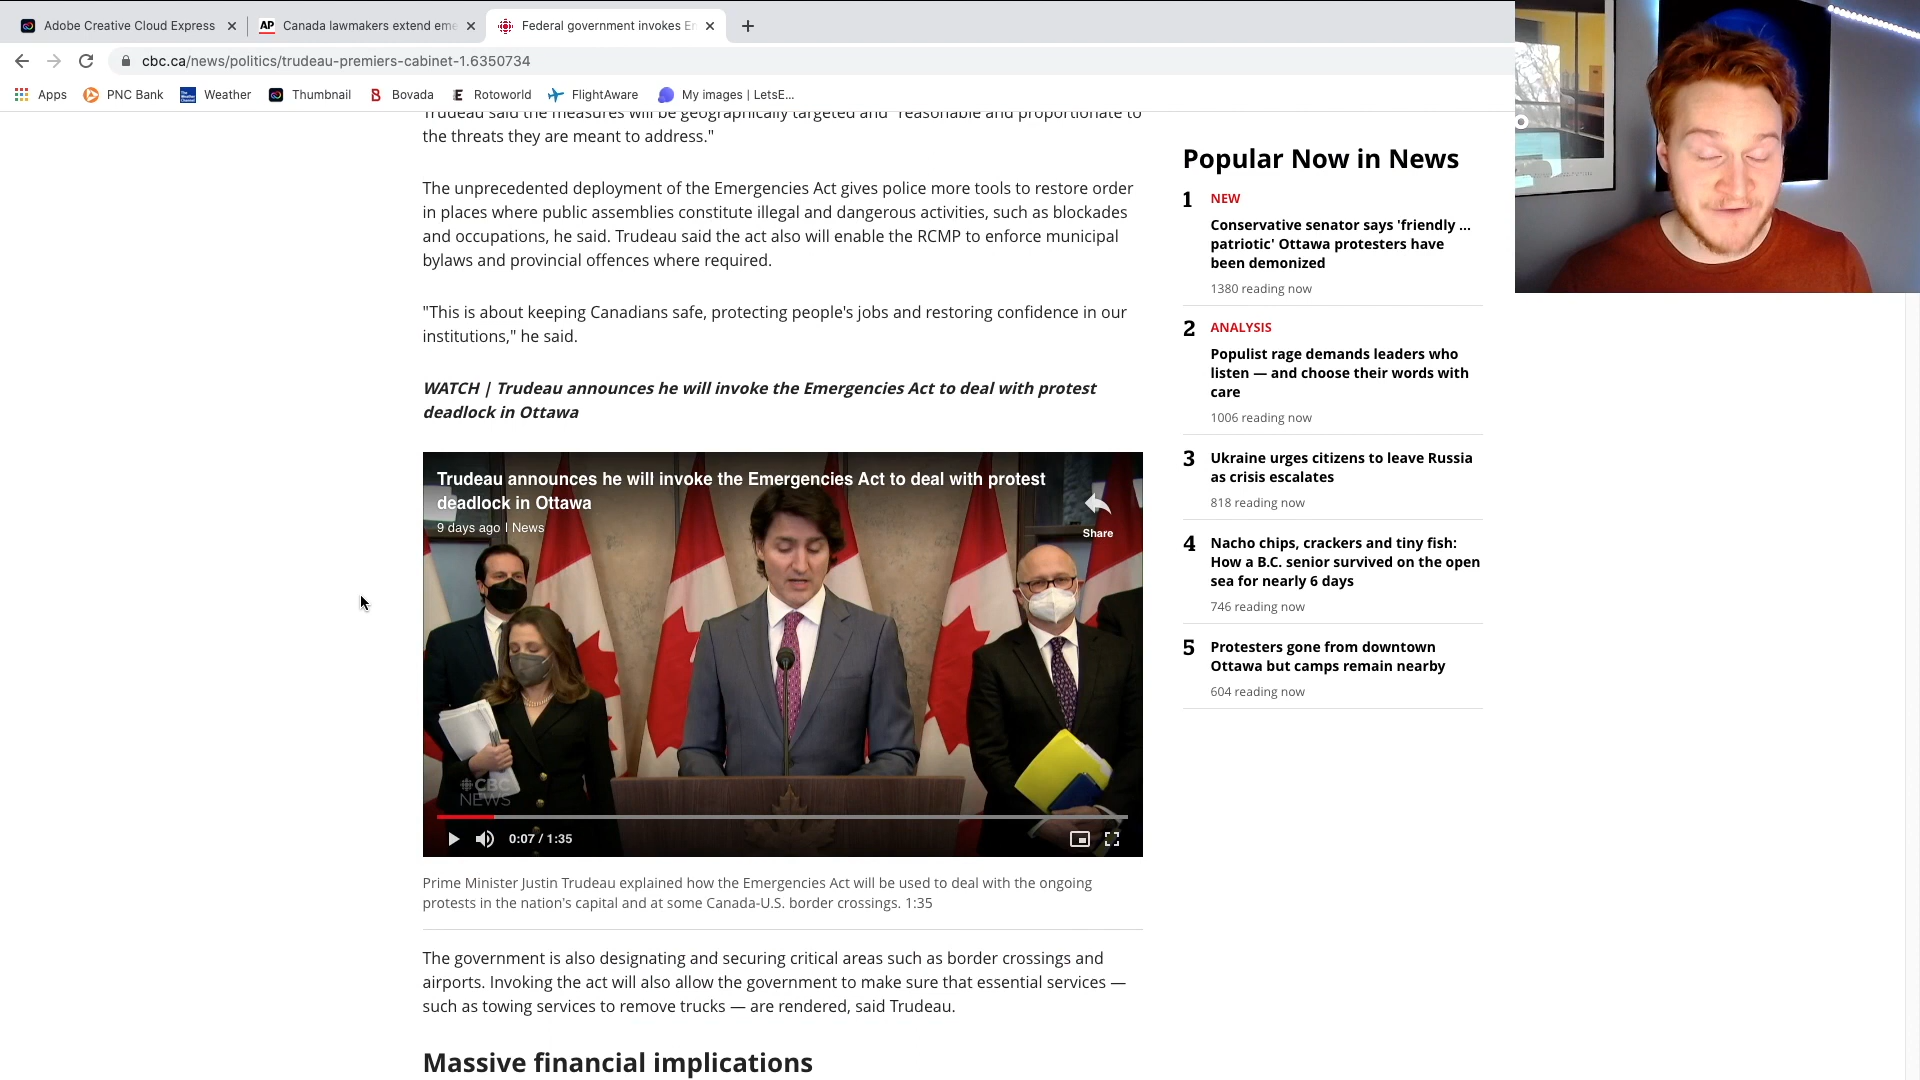 Adobe Creative Cloud Express
AP Canada lawmakers extend eme
Federal government invokes En
cbc.ca/news/politics/trudeau-premiers-cabinet-1.6350734
Apps PNC Bank Weather Thumbnail Bovada Rotoworld FlightAware My images | LetsE...
Trudeau said the measures will be geographically targeted and "reasonable and proportionate to
the threats they are meant to address."
The unprecedented deployment of the Emergencies Act gives police more tools to restore order
in places where public assemblies constitute illegal and dangerous activities, such as blockades
and occupations, he said. Trudeau said the act also will enable the RCMP to enforce municipal
bylaws and provincial offences where required.
"This is about keeping Canadians safe, protecting people's jobs and restoring confidence in our
institutions," he said.
WATCH | Trudeau announces he will invoke the Emergencies Act to deal with protest
deadlock in Ottawa
Trudeau announces he will invoke the Emergencies Act to deal with protest
deadlock in Ottawa
9 days ago | News
Share
CBC
NEWS
0:07 / 1:35
Prime Minister Justin Trudeau explained how the Emergencies Act will be used to deal with the ongoing
protests in the nation's capital and at some Canada-U.S. border crossings. 1:35
The government is also designating and securing critical areas such as border crossings and
airports. Invoking the act will also allow the government to make sure that essential services —
such as towing services to remove trucks — are rendered, said Trudeau.
Massive financial implications
Popular Now in News
1 NEW
Conservative senator says 'friendly ...
patriotic' Ottawa protesters have
been demonized
1380 reading now
2 ANALYSIS
Populist rage demands leaders who
listen — and choose their words with
care
1006 reading now
3 Ukraine urges citizens to leave Russia
as crisis escalates
818 reading now
4 Nacho chips, crackers and tiny fish:
How a B.C. senior survived on the open
sea for nearly 6 days
746 reading now
5 Protesters gone from downtown
Ottawa but camps remain nearby
604 reading now